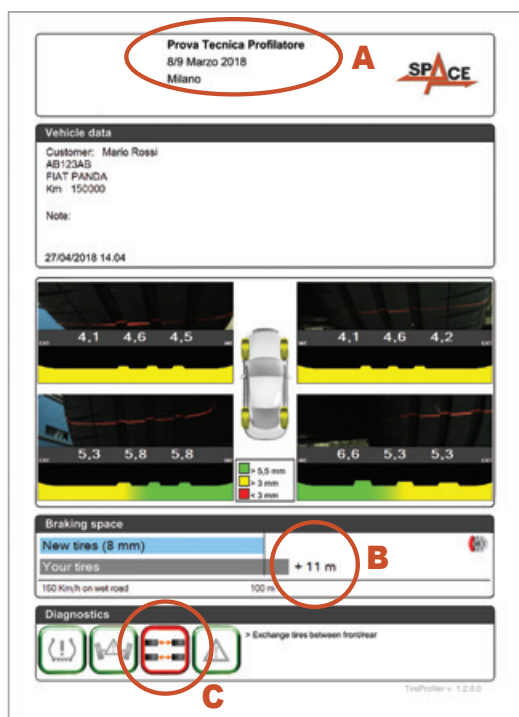 Prova Tecnica Profilatore
8/9 Marzo 2018
Milano
A
SPACE
Vehicle data
Customer: Mario Rossi
AB123AB
FIAT PANDA
Km 150000
Note:
27/04/2018 14.04
4,1 4,6 4,5
4,1 4,6 4,2
5,3 5,8 5,8
6,6 5,3 5,3
> 5,5 mm
> 3 mm
< 3 mm
Braking space
New tires (8 mm)
Your tires
+ 11 m
B
150 Km/h on wet road
100 m
Diagnostics
> Exchange tires between front/rear
C
TireProfiler v. 1.2.0.0